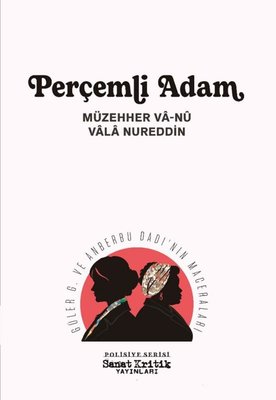 Perçemli Adam
MÜZEHHER VÂ-NÛ
VÂLÂ NUREDDİN
GÜLER G. VE ANBERBU DADI'NIN MACERALARI
POLİSİYE SERİSİ
Sanat Kritik
YAYINLARI